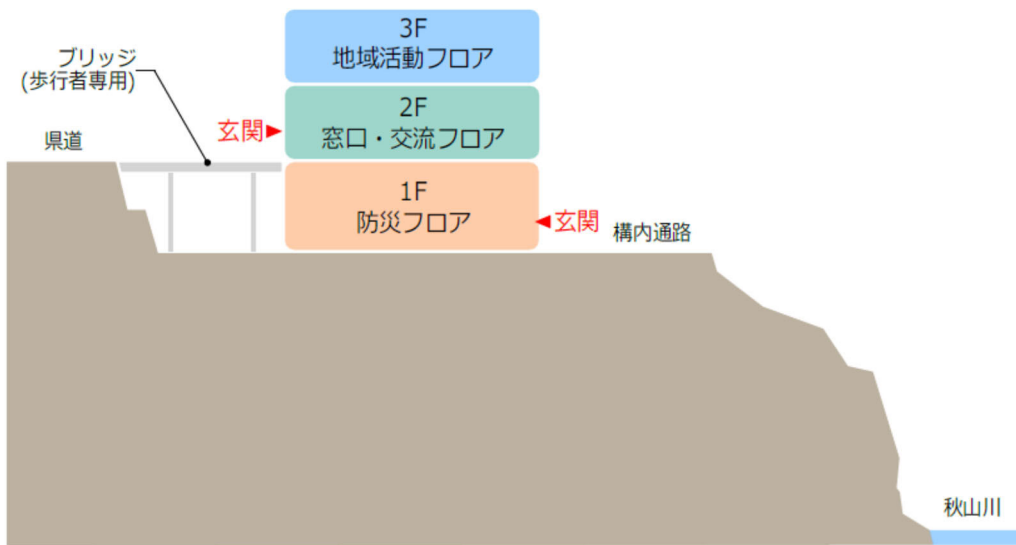 3F
地域活動フロア
ブリッジ
(歩行者専用)
2F
窓口・交流フロア
玄関
県道
1F
防災フロア
玄関
構内通路
秋山川